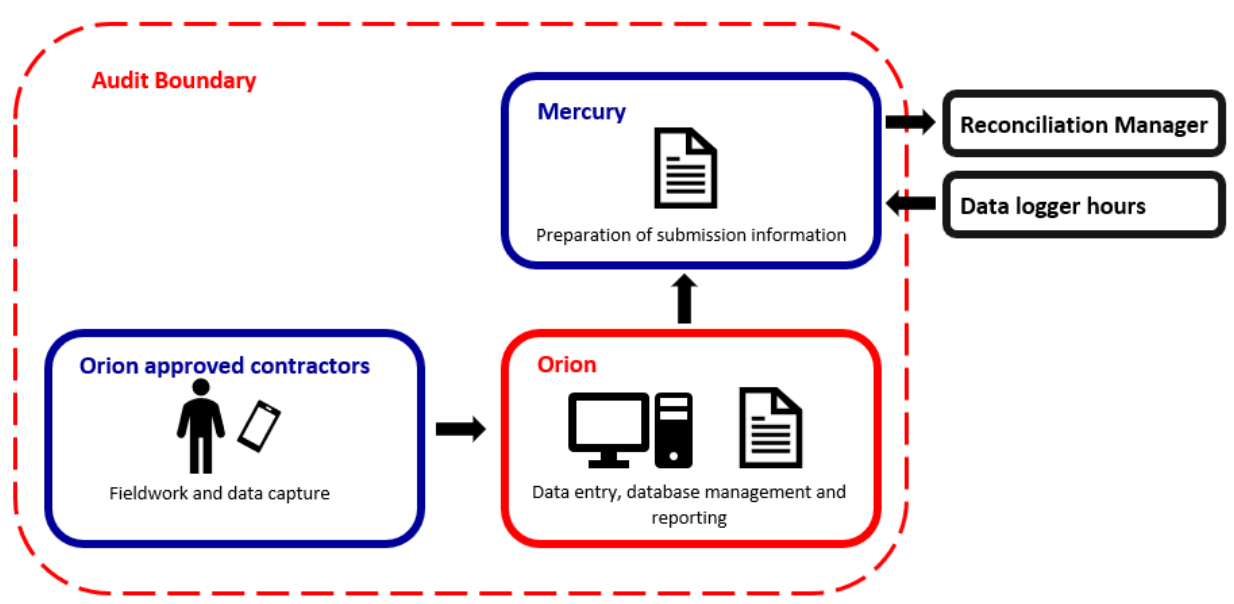 Audit Boundary
Mercury
Preparation of submission information
Reconciliation Manager
Data logger hours
Orion approved contractors
Fieldwork and data capture
Orion
Data entry, database management and
reporting